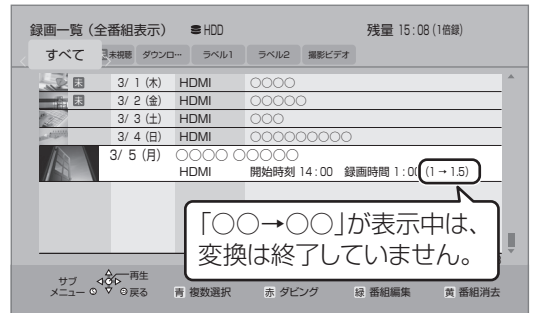 録画一覧（全番組表示） HDD 残量 15:08（1倍録）
すべて 未視聴 ダウンロ… ラベル1 ラベル2 撮影ビデオ
未 3/ 1（木） HDMI ○○○○
未 3/ 2（金） HDMI ○○○○○
3/ 3（土） HDMI ○○○
3/ 4（日） HDMI ○○○○○○○○○
3/ 5（月） ○○○○ ○○○○○
HDMI 開始時刻 14:00 録画時間 1:00（1→1.5）
「○○→○○」が表示中は、
変換は終了していません。
サブ
メニュー 再生
戻る 青 複数選択 赤 ダビング 緑 番組編集 黄 番組消去